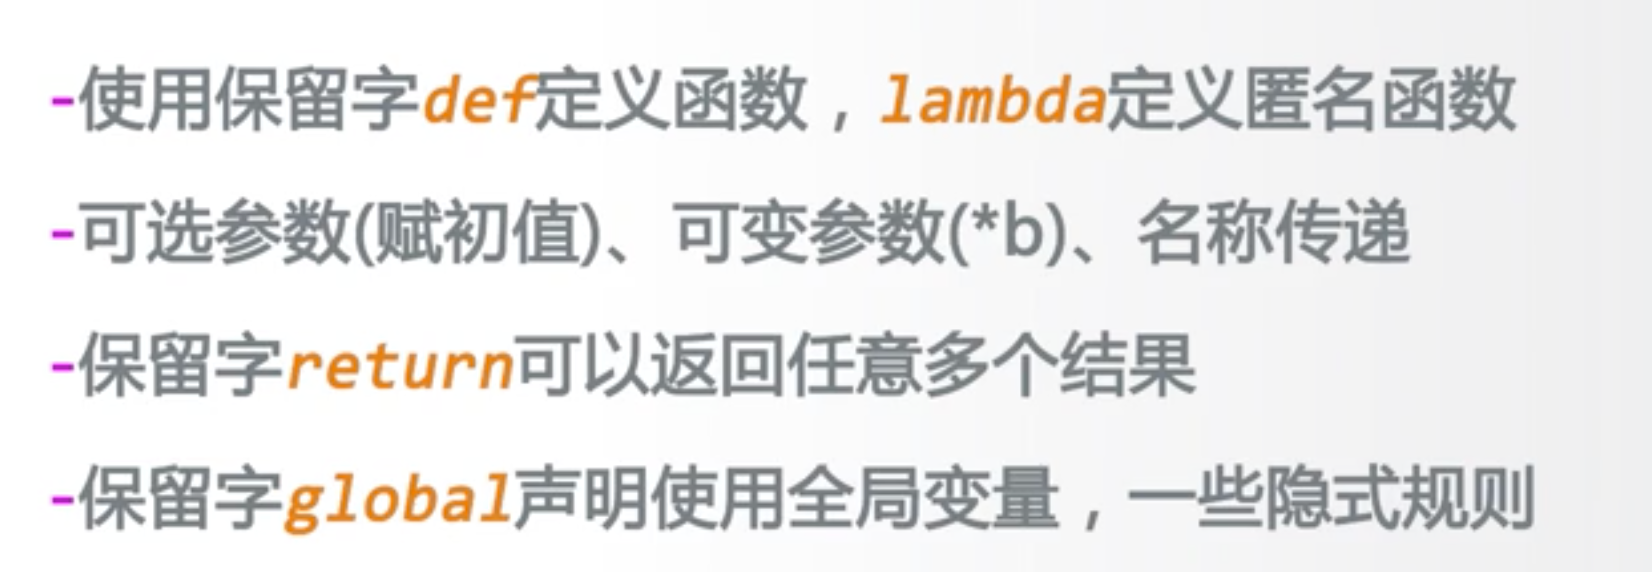 -使用保留字def定义函数，lambda定义匿名函数
-可选参数(赋初值)、可变参数(*b)、名称传递
-保留字return可以返回任意多个结果
-保留字global声明使用全局变量，一些隐式规则